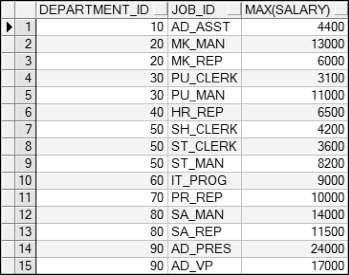 DEPARTMENT_ID JOB_ID MAX(SALARY)
1 10 AD_ASST 4400
2 20 MK_MAN 13000
3 20 MK_REP 6000
4 30 PU_CLERK 3100
5 30 PU_MAN 11000
6 40 HR_REP 6500
7 50 SH_CLERK 4200
8 50 ST_CLERK 3600
9 50 ST_MAN 8200
10 60 IT_PROG 9000
11 70 PR_REP 10000
12 80 SA_MAN 14000
13 80 SA_REP 11500
14 90 AD_PRES 24000
15 90 AD_VP 17000